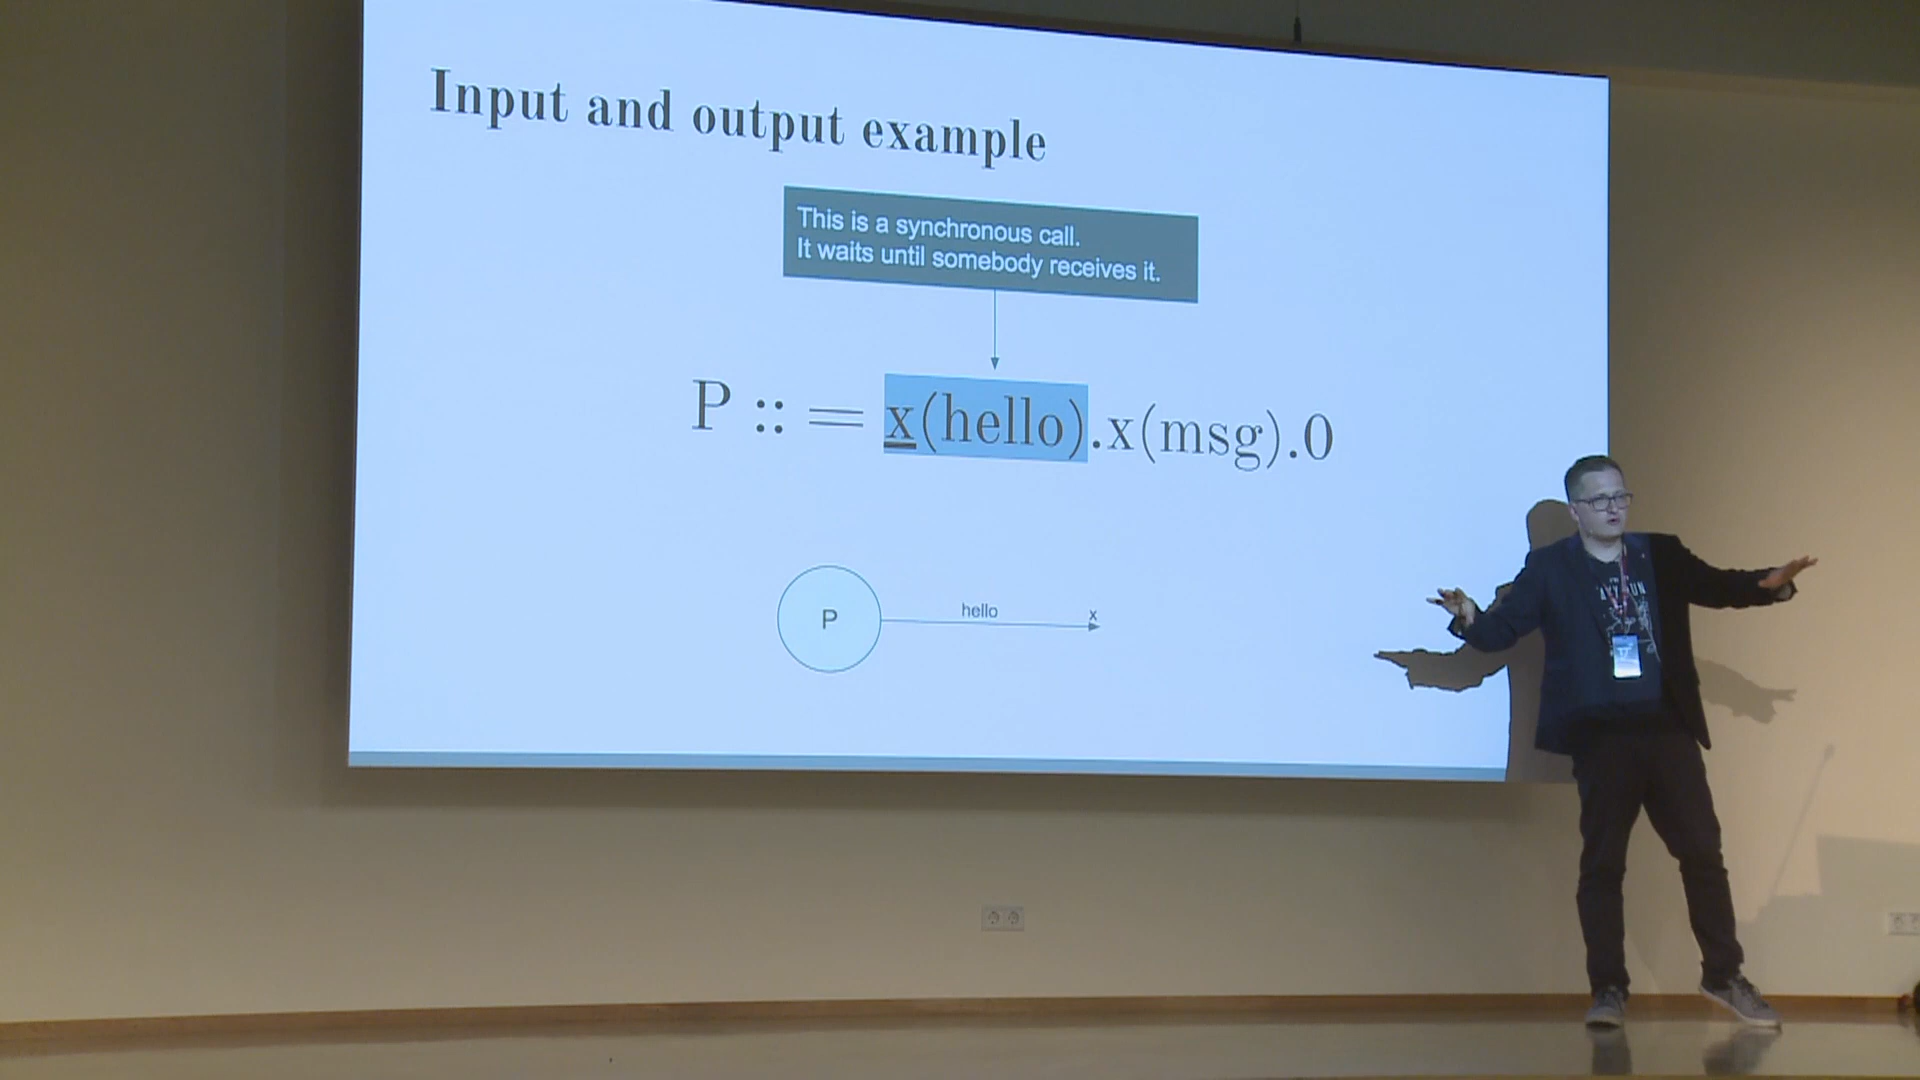 Input and output example
This is a synchronous call.
It waits until somebody receives it.
P ::= x(hello).x(msg).0
P
hello
x